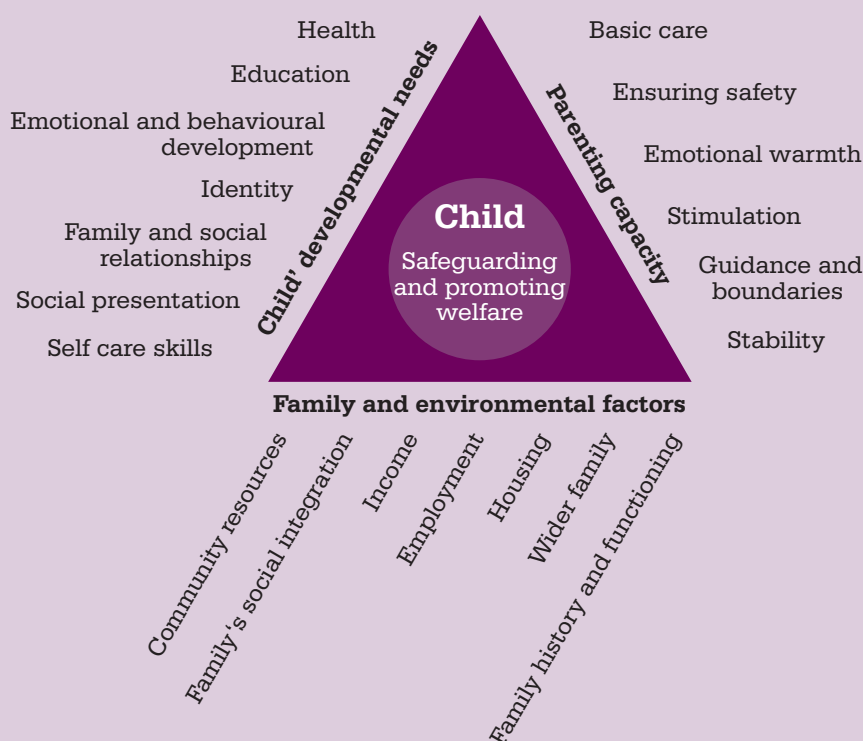 Health
Education
Emotional and behavioural
development
Identity
Family and social
relationships
Social presentation
Self care skills
Child' developmental needs
Child
Safeguarding
and promoting
welfare
Parenting capacity
Basic care
Ensuring safety
Emotional warmth
Stimulation
Guidance and
boundaries
Stability
Family and environmental factors
Community resources
Family‘s social integration
Income
Employment
Housing
Wider family
Family history and functioning